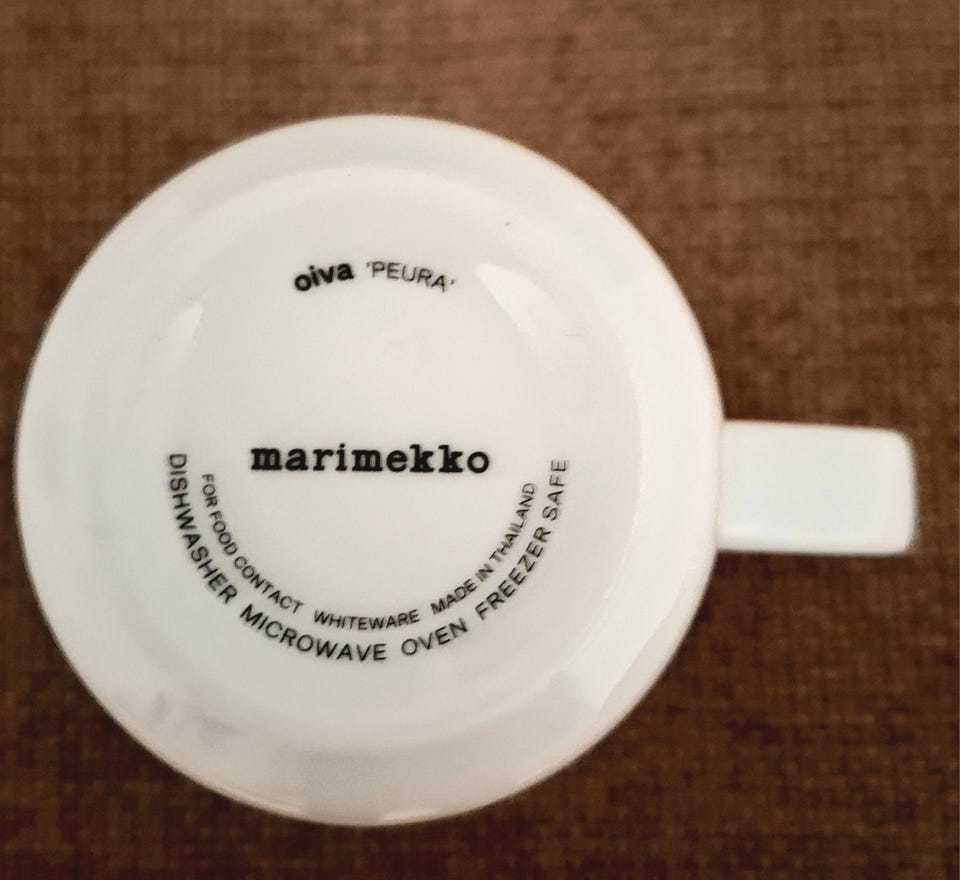 oiva 'PEURA'
marimekko
FOR FOOD CONTACT WHITEWARE MADE IN THAILAND
DISHWASHER MICROWAVE OVEN FREEZER SAFE